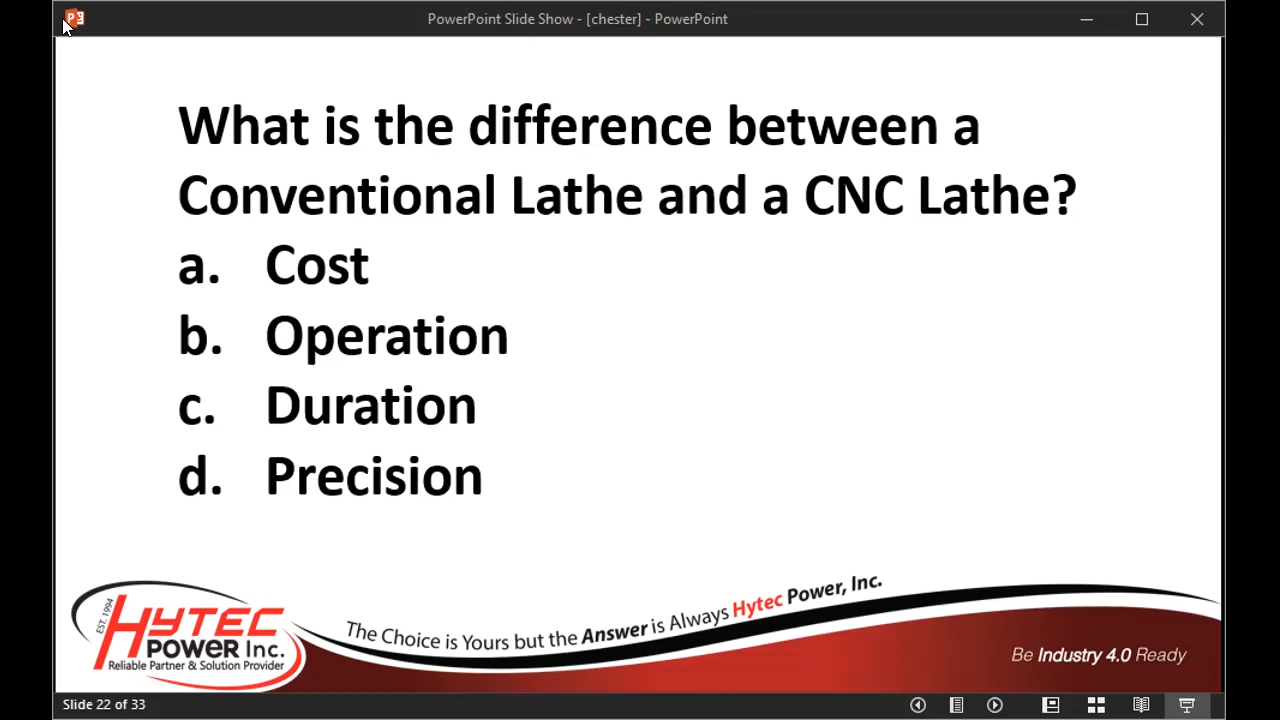 PowerPoint Slide Show - [chester] - PowerPoint
What is the difference between a
Conventional Lathe and a CNC Lathe?
a. Cost
b. Operation
c. Duration
d. Precision
EST. 1994
HYTEC
POWER Inc.
Reliable Partner & Solution Provider
The Choice is Yours but the Answer is Always Hytec Power, Inc.
Be Industry 4.0 Ready
Slide 22 of 33